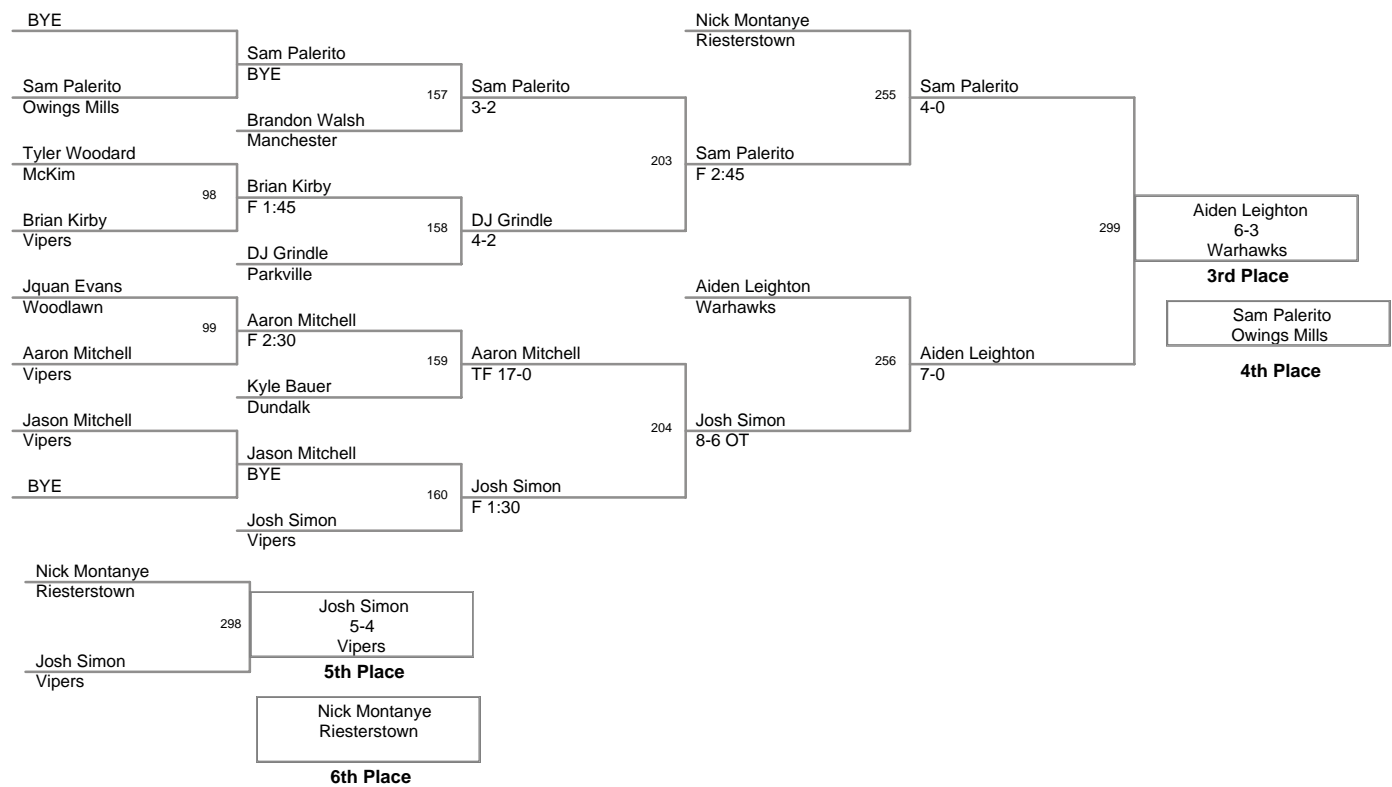 BYE
Sam Palerito
Owings Mills
Tyler Woodard
McKim
98
Brian Kirby
Vipers
Jquan Evans
Woodlawn
99
Aaron Mitchell
Vipers
Jason Mitchell
Vipers
BYE
Sam Palerito
BYE
157
Brandon Walsh
Manchester
Brian Kirby
F 1:45
158
DJ Grindle
Parkville
Aaron Mitchell
F 2:30
159
Kyle Bauer
Dundalk
Jason Mitchell
BYE
160
Josh Simon
Vipers
Sam Palerito
3-2
203
DJ Grindle
4-2
Aaron Mitchell
TF 17-0
204
Josh Simon
F 1:30
Nick Montanye
Riesterstown
255
Sam Palerito
F 2:45
Aiden Leighton
Warhawks
256
Josh Simon
8-6 OT
Sam Palerito
4-0
299
Aiden Leighton
7-0
Aiden Leighton
6-3
Warhawks
3rd Place
Sam Palerito
Owings Mills
4th Place
Nick Montanye
Riesterstown
298
Josh Simon
Vipers
Josh Simon
5-4
Vipers
5th Place
Nick Montanye
Riesterstown
6th Place